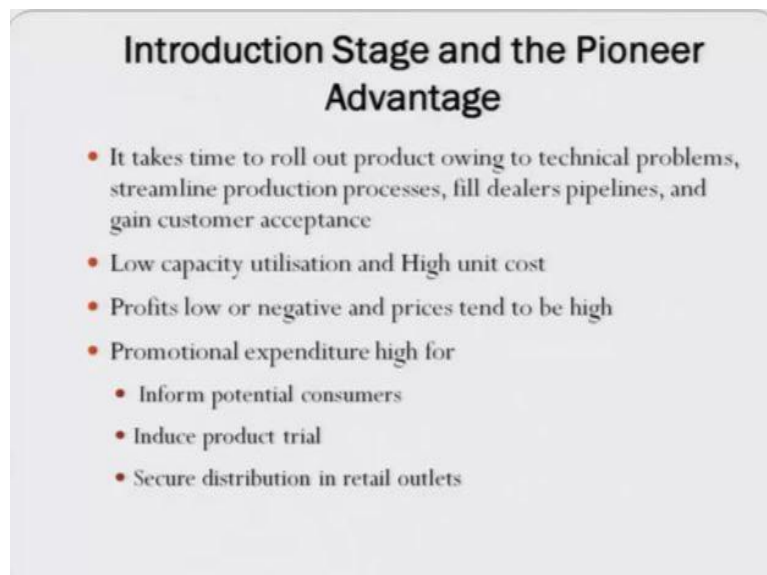 Introduction Stage and the Pioneer
Advantage
• It takes time to roll out product owing to technical problems,
streamline production processes, fill dealers pipelines, and
gain customer acceptance
• Low capacity utilisation and High unit cost
• Profits low or negative and prices tend to be high
• Promotional expenditure high for
• Inform potential consumers
• Induce product trial
• Secure distribution in retail outlets